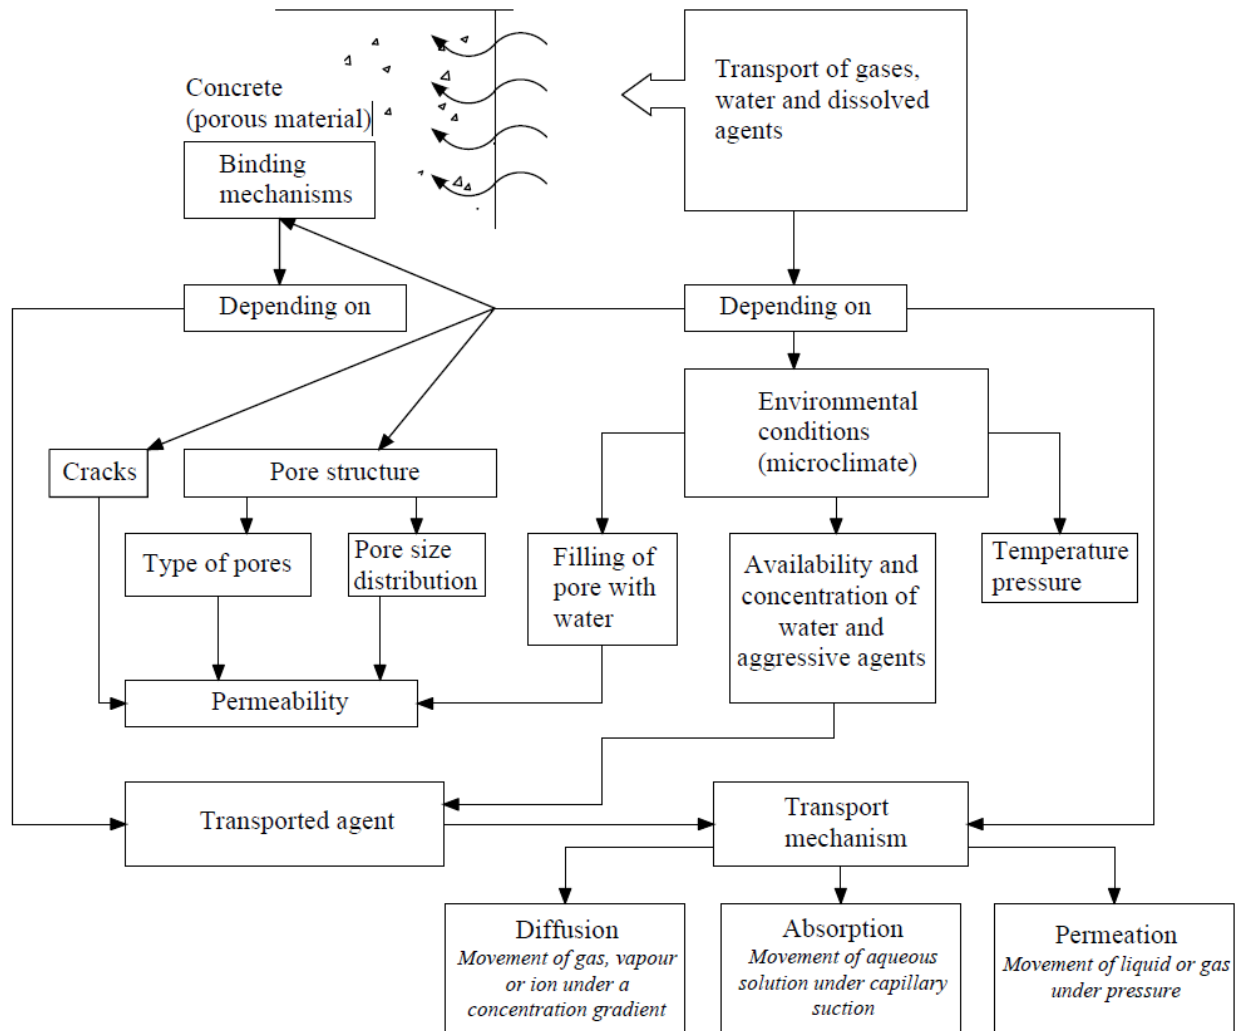 Concrete
(porous material)
Transport of gases,
water and dissolved
agents
Binding
mechanisms
Depending on
Depending on
Environmental
conditions
(microclimate)
Cracks
Pore structure
Type of pores
Pore size
distribution
Filling of
pore with
water
Availability and
concentration of
water and
aggressive agents
Temperature
pressure
Permeability
Transported agent
Transport
mechanism
Diffusion
Movement of gas, vapour
or ion under a
concentration gradient
Absorption
Movement of aqueous
solution under capillary
suction
Permeation
Movement of liquid or gas
under pressure